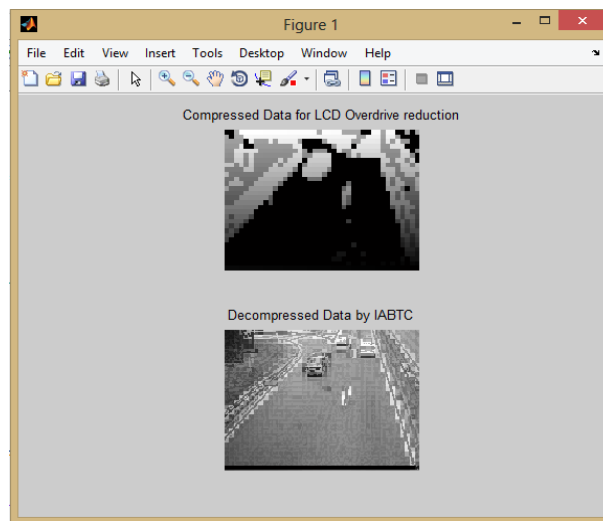 Figure 1
File Edit View Insert Tools Desktop Window Help
Compressed Data for LCD Overdrive reduction
Decompressed Data by IABTC